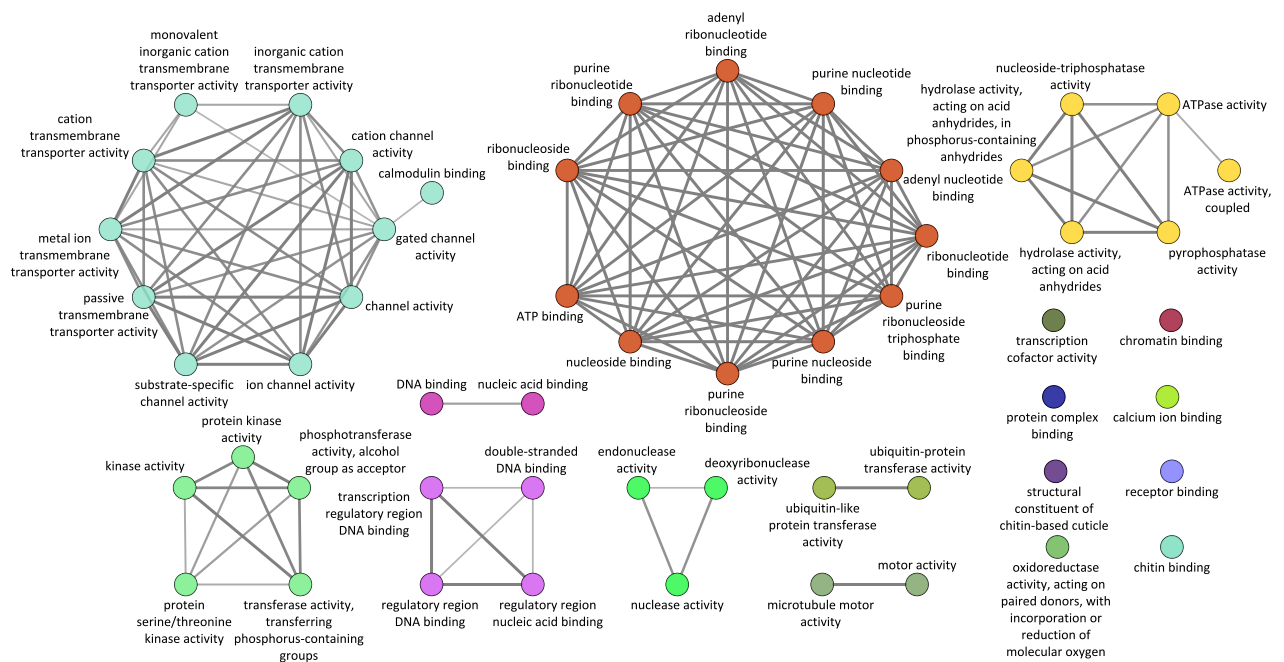 monovalent
inorganic cation
transmembrane
transporter activity
inorganic cation
transmembrane
transporter activity
cation
transmembrane
transporter activity
cation channel
activity
calmodulin binding
metal ion
transmembrane
transporter activity
gated channel
activity
passive
transmembrane
transporter activity
channel activity
substrate-specific
channel activity
ion channel activity
adenyl
ribonucleotide
binding
purine
ribonucleotide
binding
purine nucleotide
binding
ribonucleoside
binding
adenyl nucleotide
binding
ribonucleotide
binding
ATP binding
purine
ribonucleoside
triphosphate
binding
nucleoside binding
purine nucleoside
binding
purine
ribonucleoside
binding
nucleoside-triphosphatase
activity
ATPase activity
hydrolase activity,
acting on acid
anhydrides, in
phosphorus-containing
anhydrides
ATPase activity,
coupled
hydrolase activity,
acting on acid
anhydrides
pyrophosphatase
activity
transcription
cofactor activity
chromatin binding
protein complex
binding
calcium ion binding
structural
constituent of
chitin-based cuticle
receptor binding
oxidoreductase
activity, acting on
paired donors, with
incorporation or
reduction of
molecular oxygen
chitin binding
DNA binding
nucleic acid binding
protein kinase
activity
kinase activity
phosphotransferase
activity, alcohol
group as acceptor
protein
serine/threonine
kinase activity
transferase activity,
transferring
phosphorus-containing
groups
double-stranded
DNA binding
transcription
regulatory region
DNA binding
regulatory region
DNA binding
regulatory region
nucleic acid binding
endonuclease
activity
deoxyribonuclease
activity
nuclease activity
ubiquitin-protein
transferase activity
ubiquitin-like
protein transferase
activity
motor activity
microtubule motor
activity